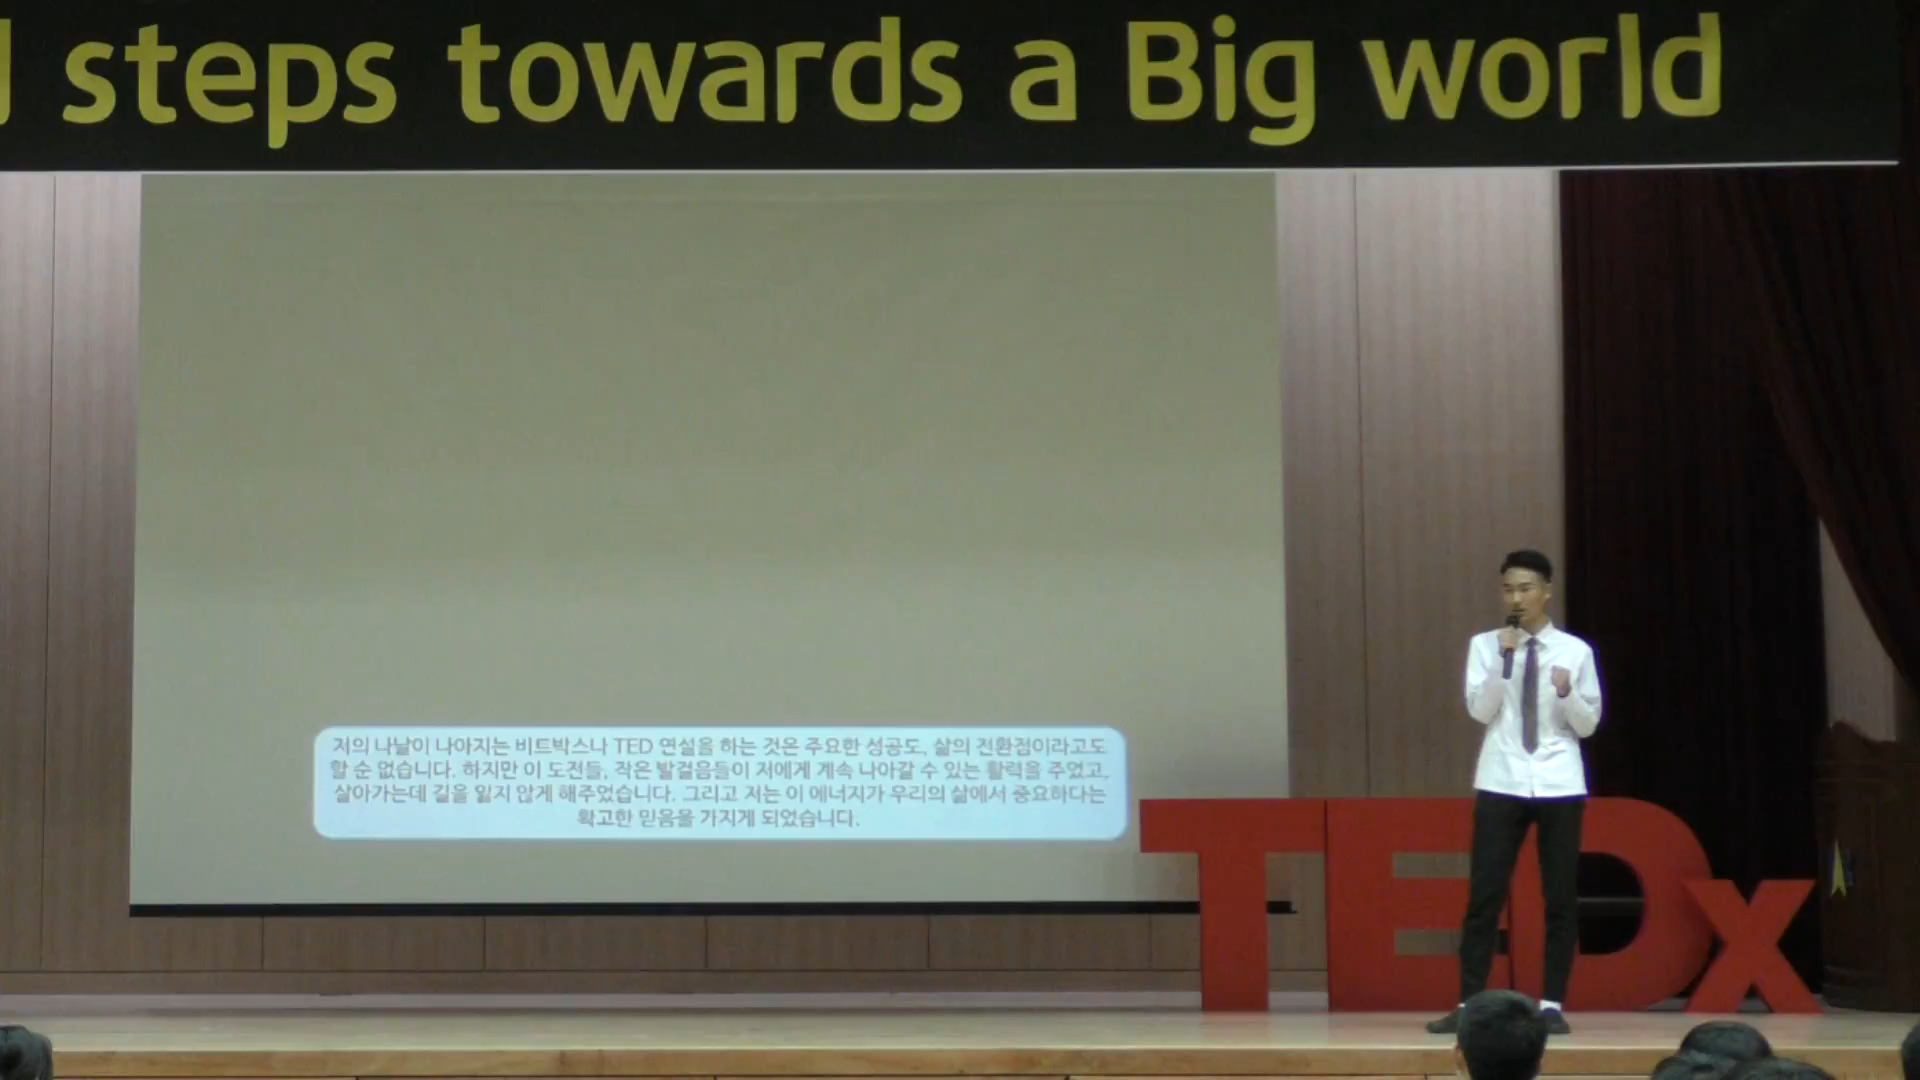 steps towards a Big world
저의 나날이 나아지는 비트박스나 TED 연설을 하는 것은 주요한 성공도, 삶의 전환점이라고도
할 순 없습니다. 하지만 이 도전들, 작은 발걸음들이 저에게 계속 나아갈 수 있는 활력을 주었고,
살아가는데 길을 잃지 않게 해주었습니다. 그리고 저는 이 에너지가 우리의 삶에서 중요하다는
확고한 믿음을 가지게 되었습니다.
TEDx